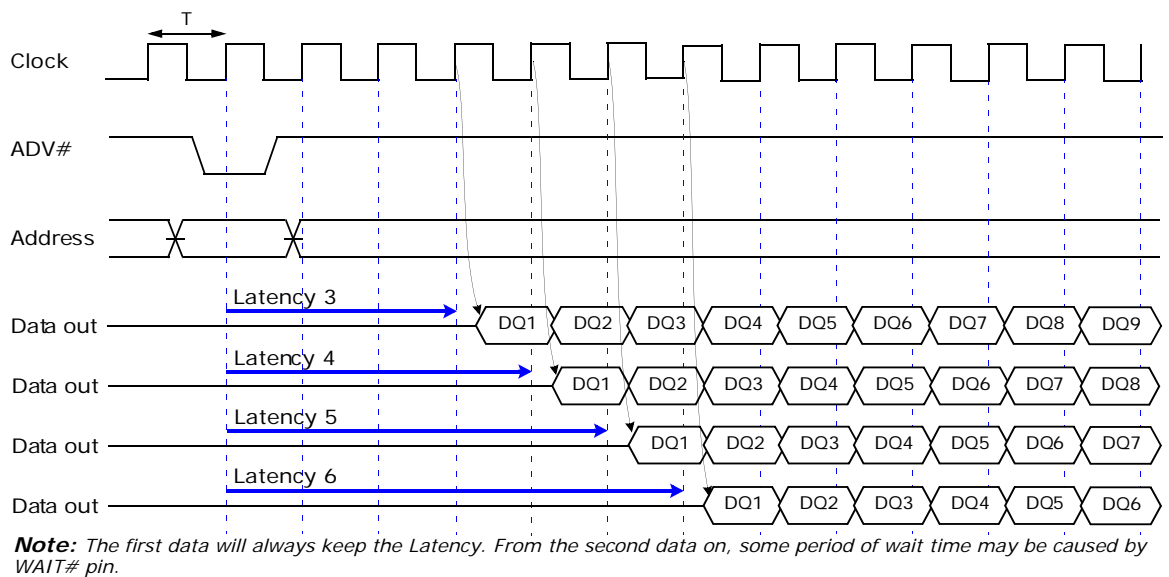 T
Clock
ADV#
Address
Latency 3
Data out DQ1 DQ2 DQ3 DQ4 DQ5 DQ6 DQ7 DQ8 DQ9
Latency 4
Data out DQ1 DQ2 DQ3 DQ4 DQ5 DQ6 DQ7 DQ8
Latency 5
Data out DQ1 DQ2 DQ3 DQ4 DQ5 DQ6 DQ7
Latency 6
Data out DQ1 DQ2 DQ3 DQ4 DQ5 DQ6
Note: The first data will always keep the Latency. From the second data on, some period of wait time may be caused by
WAIT# pin.